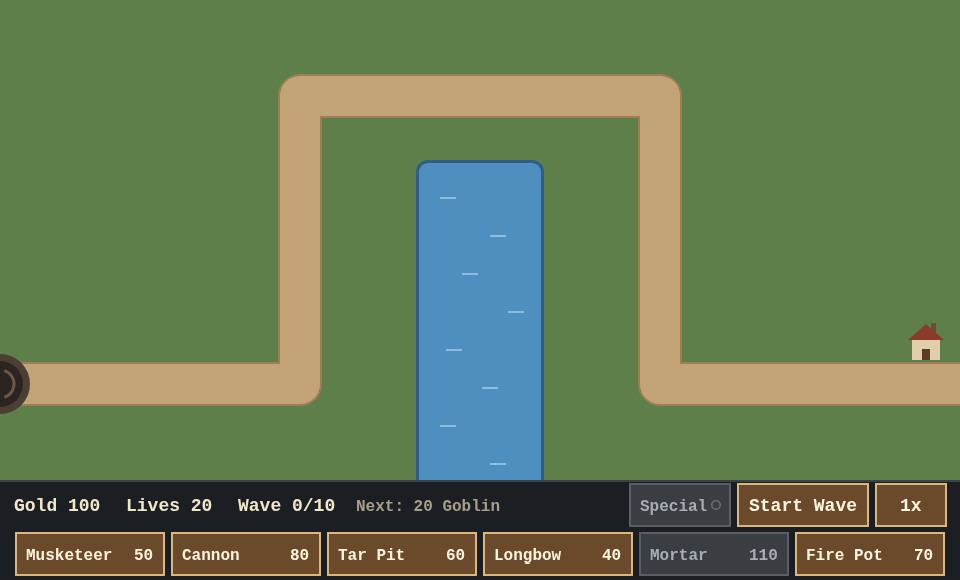 Gold 100 Lives 20 Wave 0/10 Next: 20 Goblin Special Start Wave 1x
Musketeer 50 Cannon 80 Tar Pit 60 Longbow 40 Mortar 110 Fire Pot 70